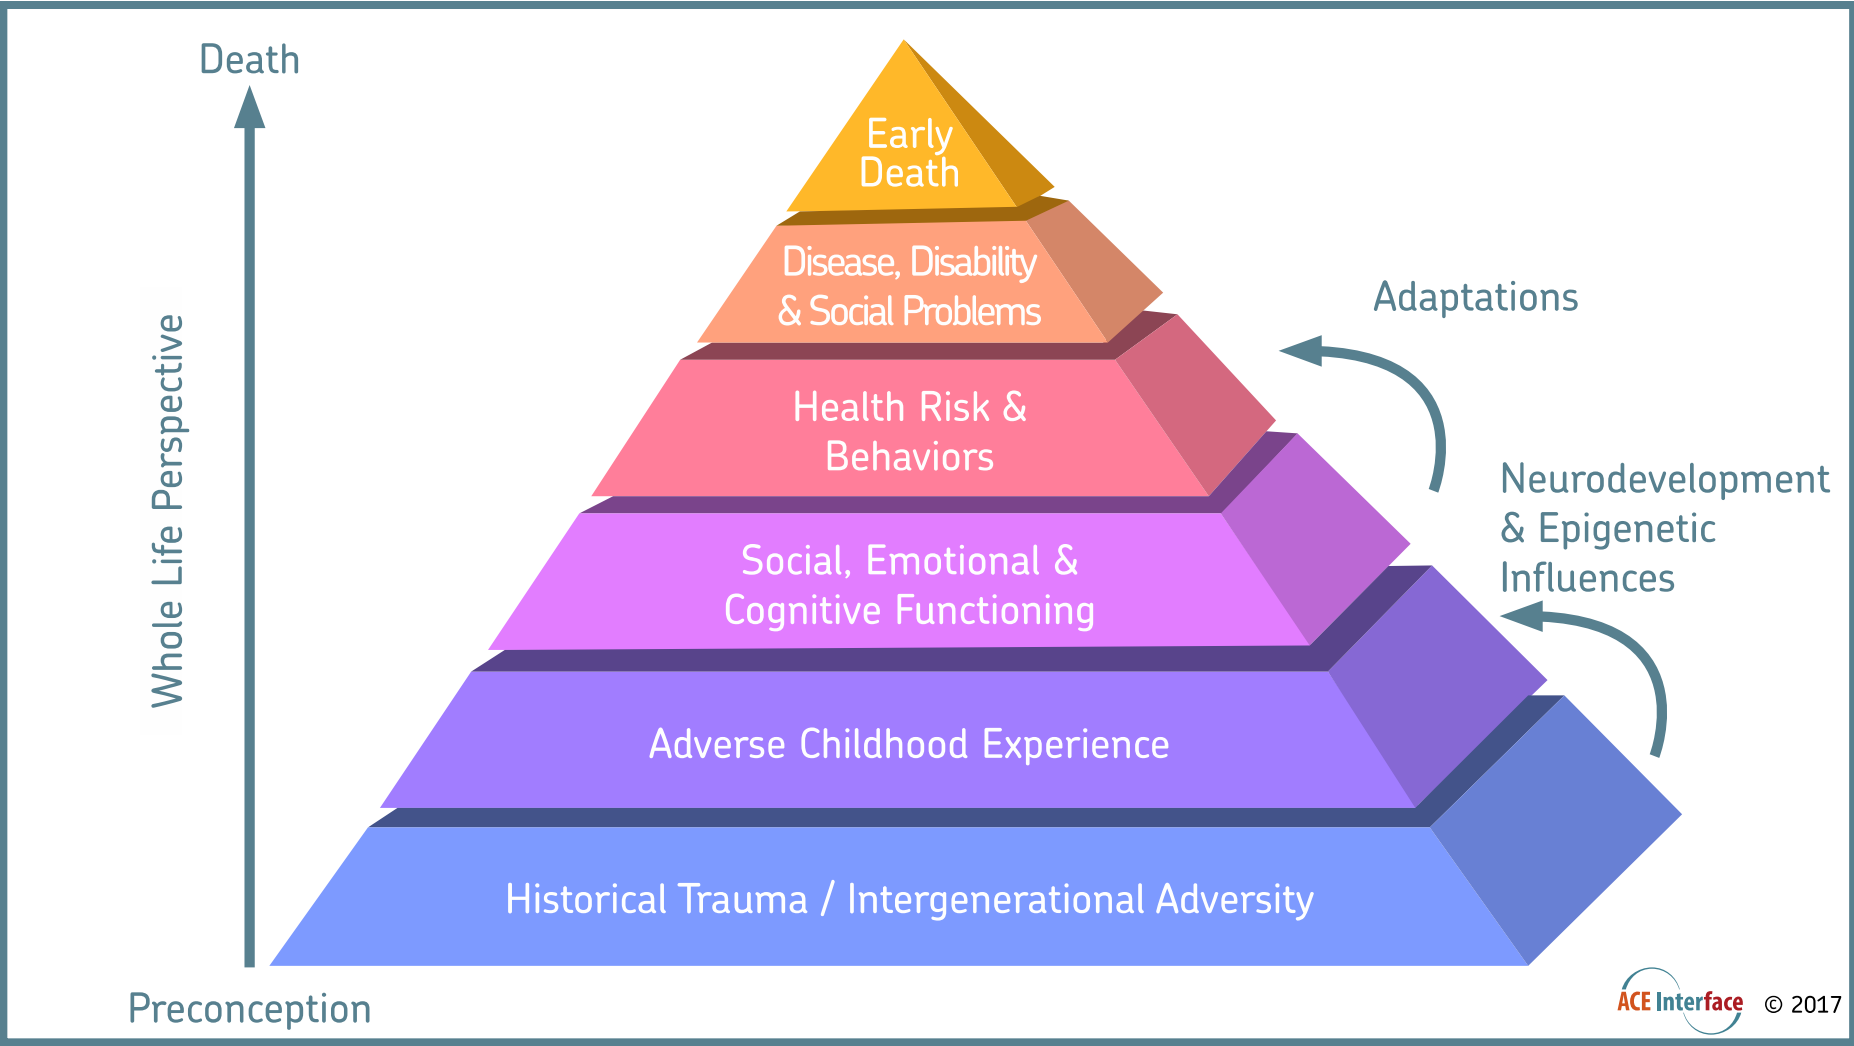 Death
Whole Life Perspective
Preconception
Early
Death
Disease, Disability
& Social Problems
Health Risk &
Behaviors
Social, Emotional &
Cognitive Functioning
Adverse Childhood Experience
Historical Trauma / Intergenerational Adversity
Adaptations
Neurodevelopment
& Epigenetic
Influences
ACE Interface © 2017